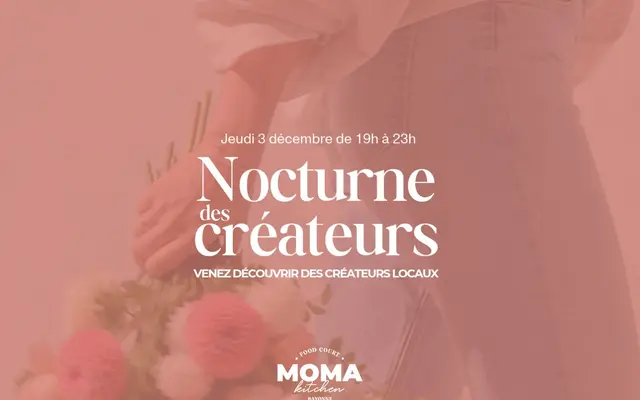 Jeudi 3 décembre de 19h à 23h
Nocturne
des
créateurs
VENEZ DÉCOUVRIR DES CRÉATEURS LOCAUX
FOOD COURT
MOMA
kitchen
BAYONNE